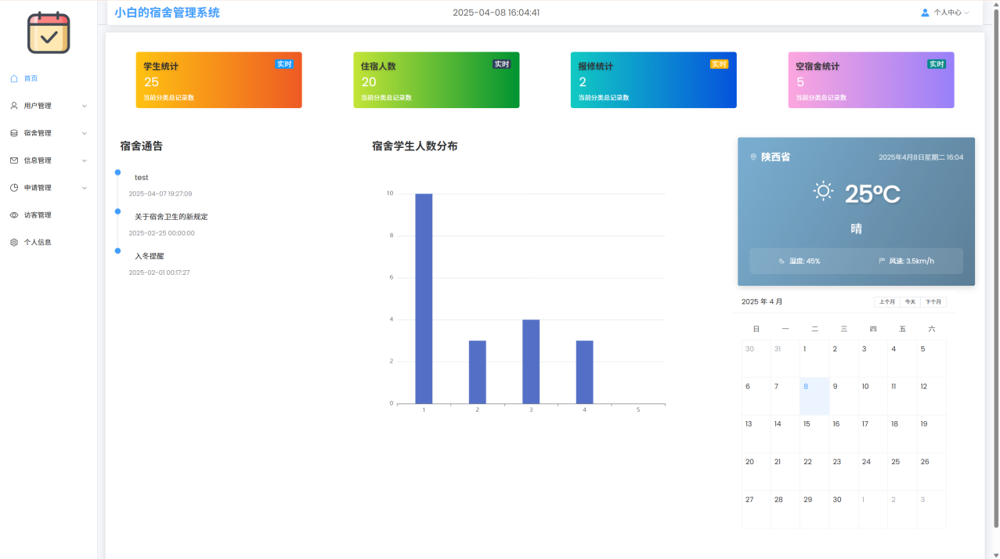 小白的宿舍管理系统
2025-04-08 16:04:41
个人中心
首页
用户管理
宿舍管理
信息管理
申请管理
访客管理
个人信息
学生统计 实时
25
当前分类总记录数
住宿人数 实时
20
当前分类总记录数
报修统计 实时
2
当前分类总记录数
空宿舍统计 实时
5
当前分类总记录数
宿舍通告
test
2025-04-07 19:27:09
关于宿舍卫生的新规定
2025-02-25 00:00:00
入冬提醒
2025-02-01 00:17:27
宿舍学生人数分布
10
8
6
4
2
0
1 2 3 4 5
陕西省 2025年4月8日星期二 16:04
25°C
晴
湿度: 45% 风速: 3.5km/h
2025 年 4 月 上个月 今天 下个月
日 一 二 三 四 五 六
30 31 1 2 3 4 5
6 7 8 9 10 11 12
13 14 15 16 17 18 19
20 21 22 23 24 25 26
27 28 29 30 1 2 3